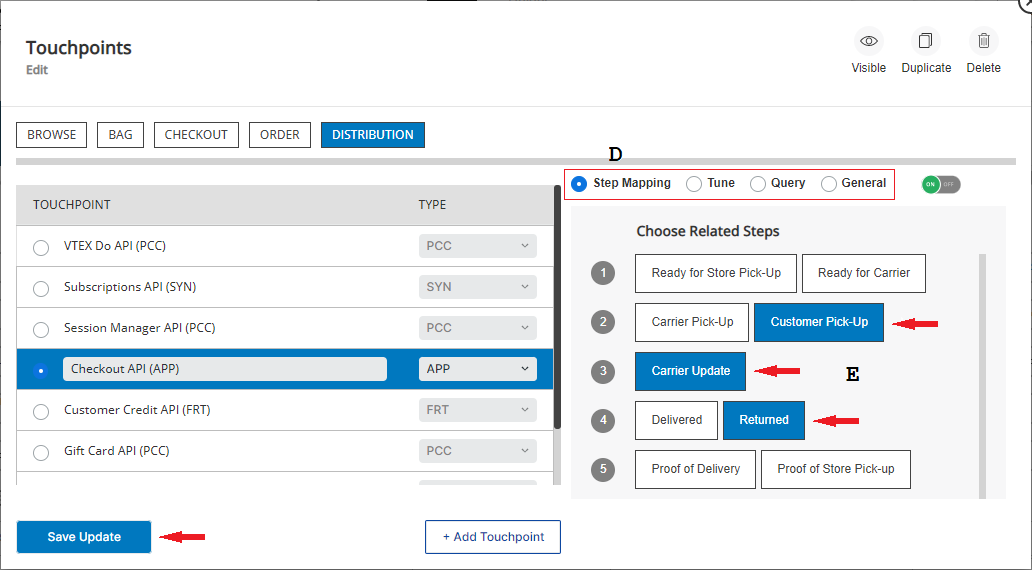 Touchpoints
Edit
Visible Duplicate Delete
BROWSE BAG CHECKOUT ORDER DISTRIBUTION
D
Step Mapping Tune Query General ON OFF
TOUCHPOINT TYPE
VTEX Do API (PCC) PCC
Subscriptions API (SYN) SYN
Session Manager API (PCC) PCC
Checkout API (APP) APP
Customer Credit API (FRT) FRT
Gift Card API (PCC) PCC
Choose Related Steps
1 Ready for Store Pick-Up Ready for Carrier
2 Carrier Pick-Up Customer Pick-Up
3 Carrier Update E
4 Delivered Returned
5 Proof of Delivery Proof of Store Pick-up
Save Update + Add Touchpoint